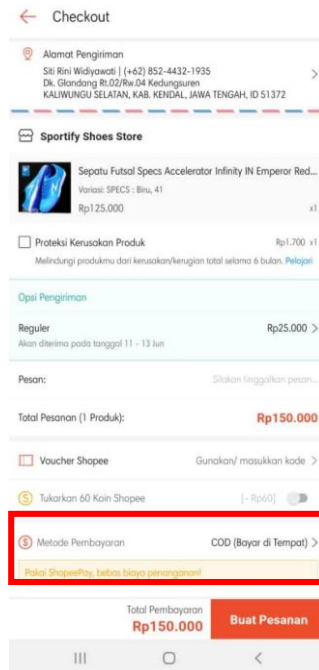 Checkout
Alamat Pengiriman
Siti Rini Widyawati | (+62) 852-4432-1935
Dk. Glandang Rt.02/Rw.04 Kedungsuren
KALIWUNGU SELATAN, KAB. KENDAL, JAWA TENGAH, ID 51372
Sportify Shoes Store
Sepatu Futsal Specs Accelerator Infinity IN Emperor Red...
Variasi: SPECS : Biru, 41
Rp125.000 x1
Proteksi Kerusakan Produk Rp1.700 x1
Melindungi produkmu dari kerusakan/kerugian total selama 6 bulan. Pelajari
Opsi Pengiriman
Reguler Rp25.000
Akan diterima pada tanggal 11 - 13 Jun
Pesan: Silakan tinggalkan pesan...
Total Pesanan (1 Produk): Rp150.000
Voucher Shopee Gunakan/ masukkan kode
Tukarkan 60 Koin Shopee [- Rp60]
Metode Pembayaran COD (Bayar di Tempat)
Pakai ShopeePay, bebas biaya penanganan!
Total Pembayaran
Rp150.000
Buat Pesanan